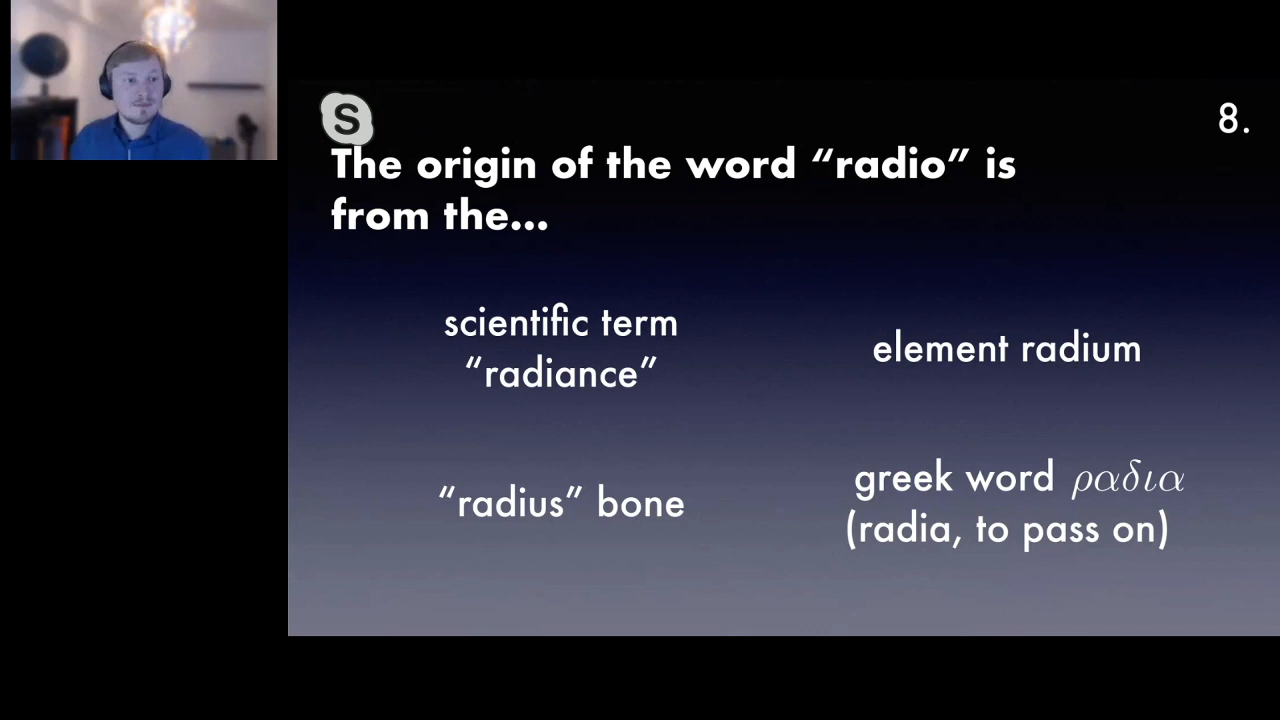 S
8.
The origin of the word “radio” is
from the...
scientific term
“radiance”
element radium
“radius” bone
greek word ραδια
(radia, to pass on)